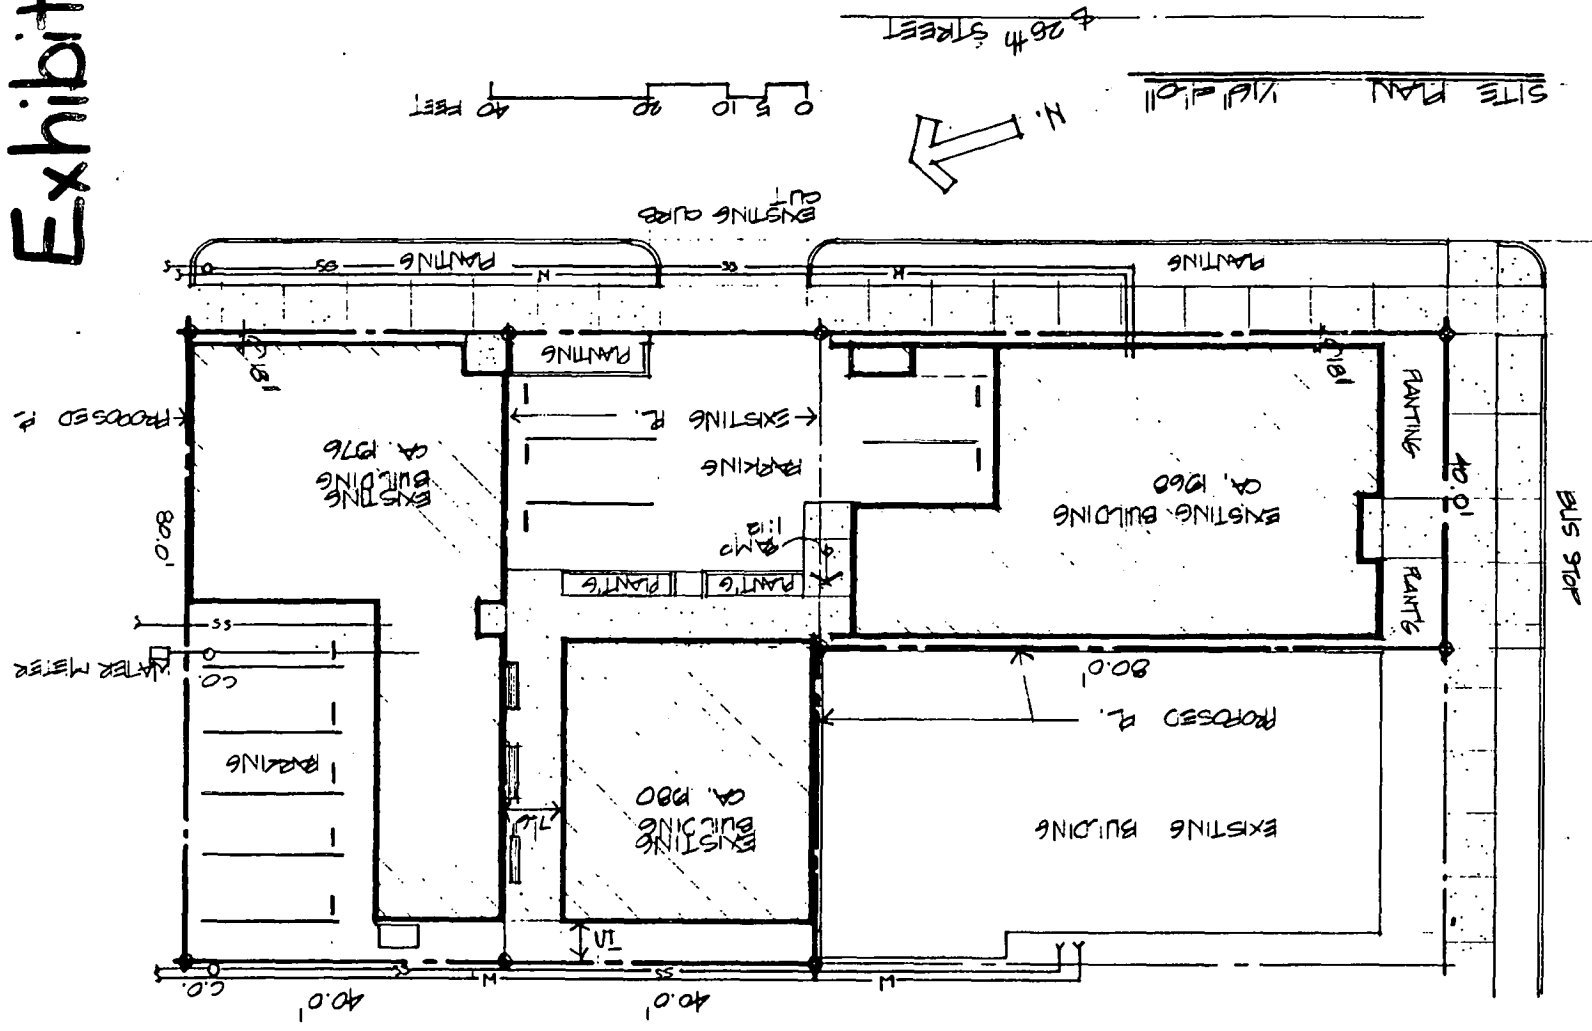 Exhibit
SITE PLAN 1/16"=1'-0"
℄ 26th STREET
N.
0 5 10 20 40 FEET
EXISTING CURB
CUT
PLANTING
PLANTING
W
SS
W
SS
PLANTING
PLANTING
.18'
.18'
40.0'
PLANT'G
BUS STOP
EXISTING BUILDING
CA. 1968
EXISTING PL.
PARKING
RAMP
1:12
PLANT'G
PLANT'G
EXISTING
BUILDING
CA. 1976
PROPOSED PL
80.0'
SS
WATER METER
C.O.
PARKING
80.0'
PROPOSED PL.
EXISTING BUILDING
EXISTING
BUILDING
CA. 1980
W
SS
W
SS
C.O.
40.0'
40.0'